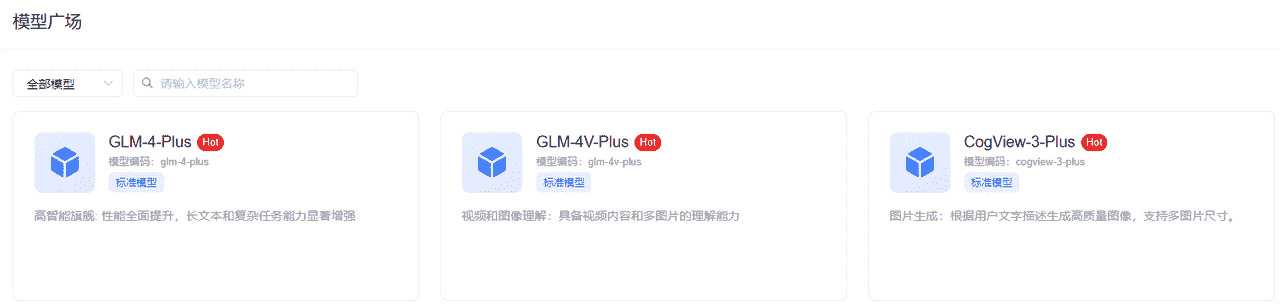 模型广场
全部模型 请输入模型名称
GLM-4-Plus Hot
模型编码：glm-4-plus
标准模型
高智能旗舰: 性能全面提升，长文本和复杂任务能力显著增强
GLM-4V-Plus Hot
模型编码：glm-4v-plus
标准模型
视频和图像理解：具备视频内容和多图片的理解能力
CogView-3-Plus Hot
模型编码：cogview-3-plus
标准模型
图片生成：根据用户文字描述生成高质量图像，支持多图片尺寸。